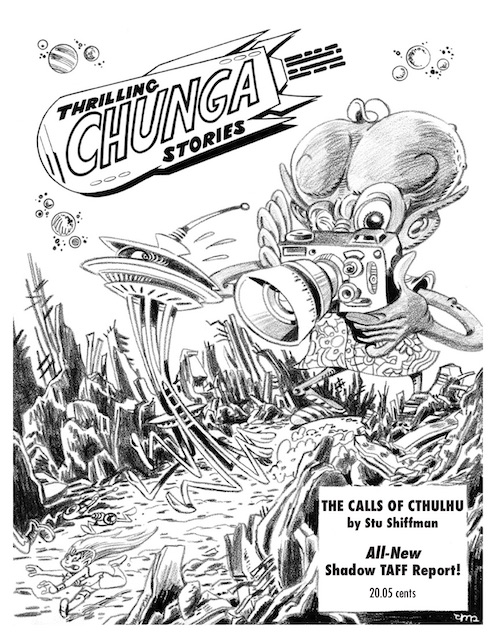 THRILLING
CHUNGA
STORIES
THE CALLS OF CTHULHU
by Stu Shiffman
All-New
Shadow TAFF Report!
20.05 cents